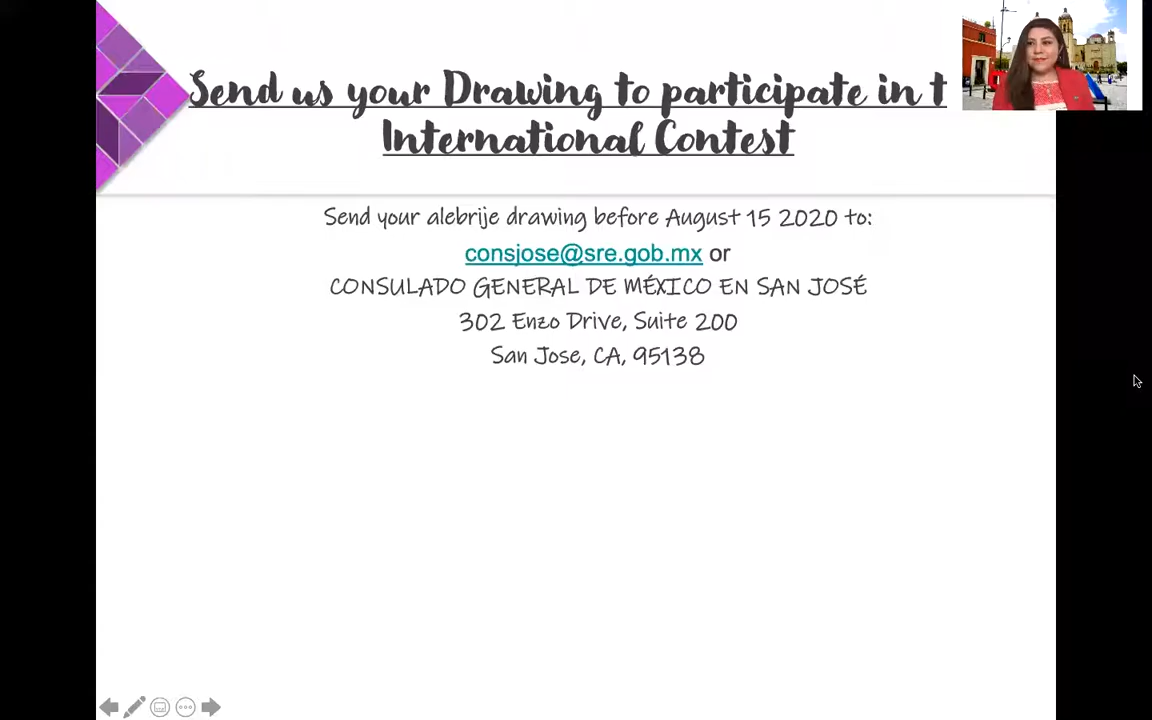 Send us your Drawing to participate in t
International Contest
Send your alebrije drawing before August 15 2020 to:
consjose@sre.gob.mx or
CONSULADO GENERAL DE MÉXICO EN SAN JOSÉ
302 Enzo Drive, Suite 200
San Jose, CA, 95138